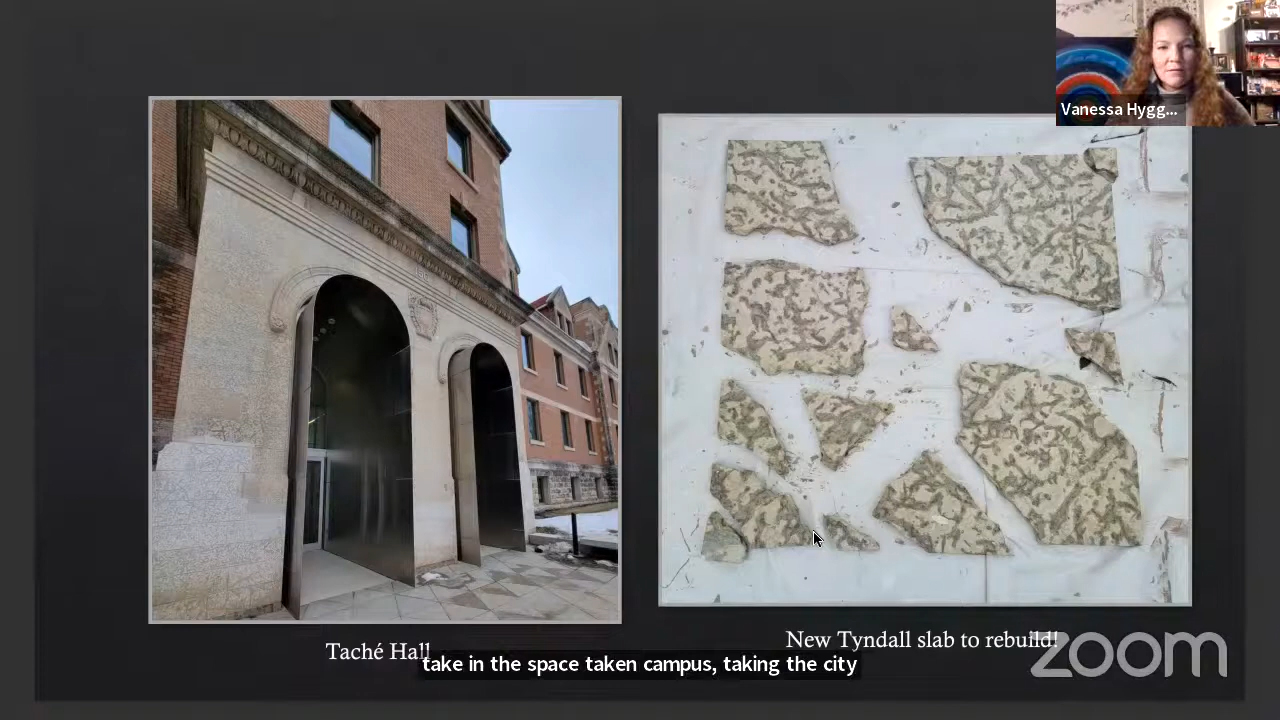 Vanessa Hygg...
Taché Hall
New Tyndall slab to rebuild!
take in the space taken campus, taking the city
zoom